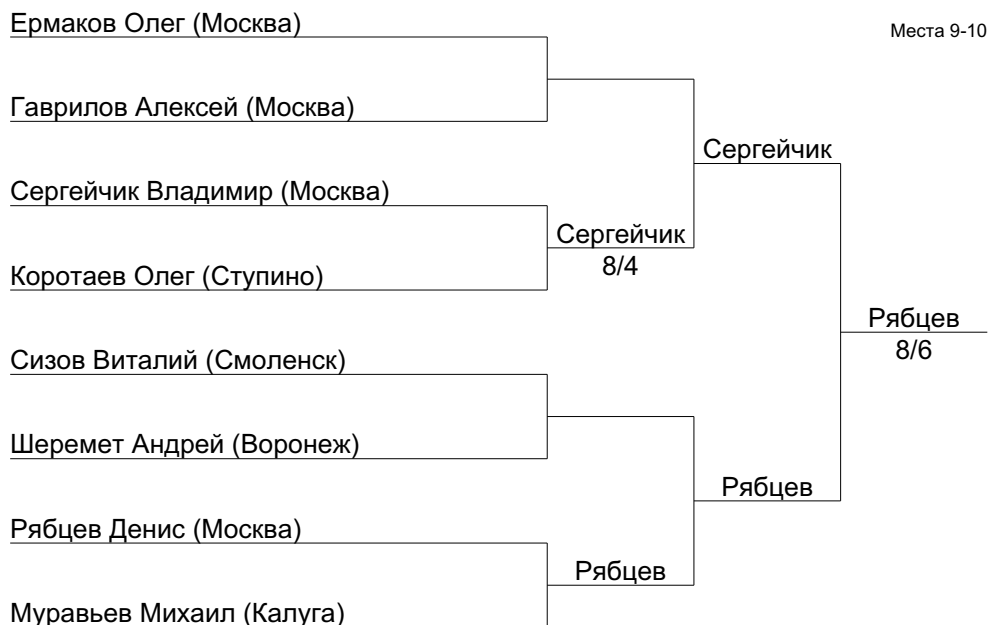 Ермаков Олег (Москва)
Места 9-10
Гаврилов Алексей (Москва)
Сергейчик
Сергейчик Владимир (Москва)
Сергейчик
8/4
Коротаев Олег (Ступино)
Рябцев
8/6
Сизов Виталий (Смоленск)
Шеремет Андрей (Воронеж)
Рябцев
Рябцев Денис (Москва)
Рябцев
Муравьев Михаил (Калуга)